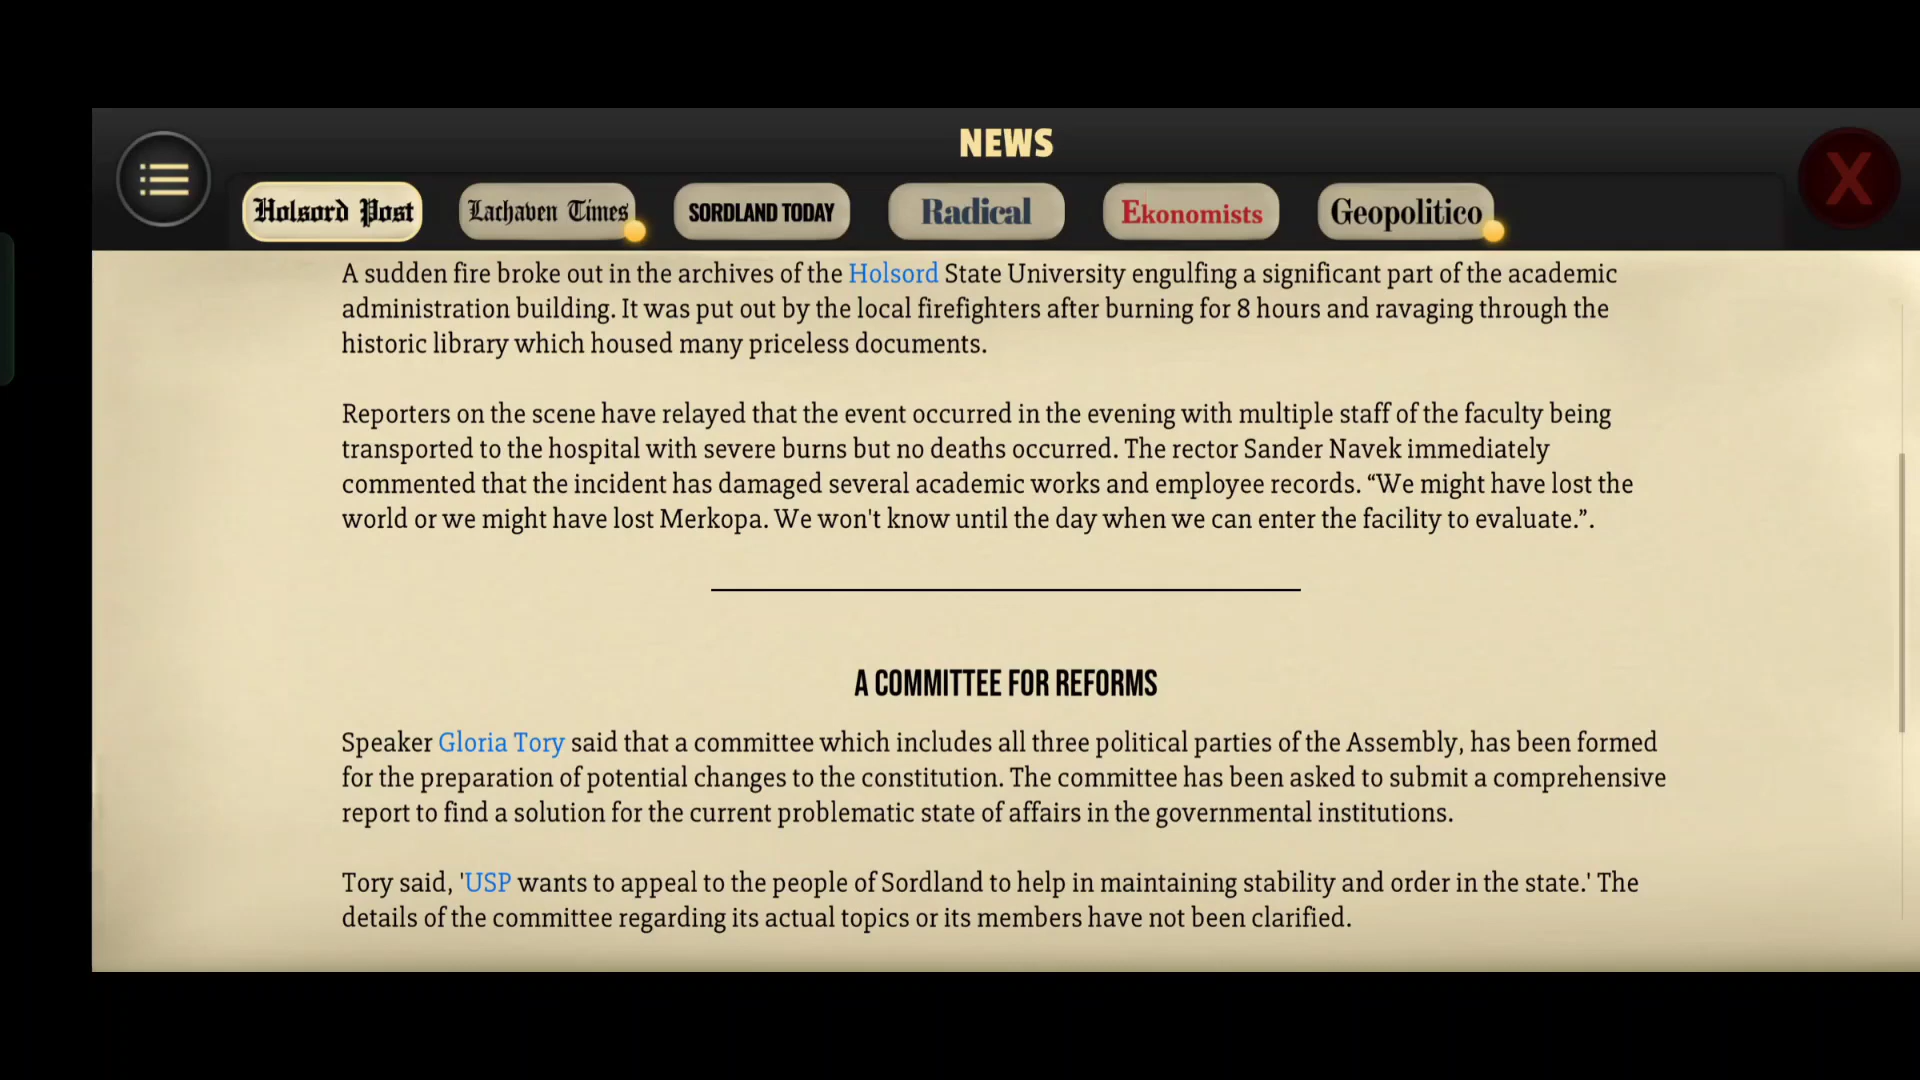 NEWS
Holsord Post
Lachaven Times
SORDLAND TODAY
Radical
Ekonomists
Geopolitico
X
A sudden fire broke out in the archives of the Holsord State University engulfing a significant part of the academic
administration building. It was put out by the local firefighters after burning for 8 hours and ravaging through the
historic library which housed many priceless documents.
Reporters on the scene have relayed that the event occurred in the evening with multiple staff of the faculty being
transported to the hospital with severe burns but no deaths occurred. The rector Sander Navek immediately
commented that the incident has damaged several academic works and employee records. “We might have lost the
world or we might have lost Merkopa. We won't know until the day when we can enter the facility to evaluate.”.
A COMMITTEE FOR REFORMS
Speaker Gloria Tory said that a committee which includes all three political parties of the Assembly, has been formed
for the preparation of potential changes to the constitution. The committee has been asked to submit a comprehensive
report to find a solution for the current problematic state of affairs in the governmental institutions.
Tory said, 'USP wants to appeal to the people of Sordland to help in maintaining stability and order in the state.' The
details of the committee regarding its actual topics or its members have not been clarified.